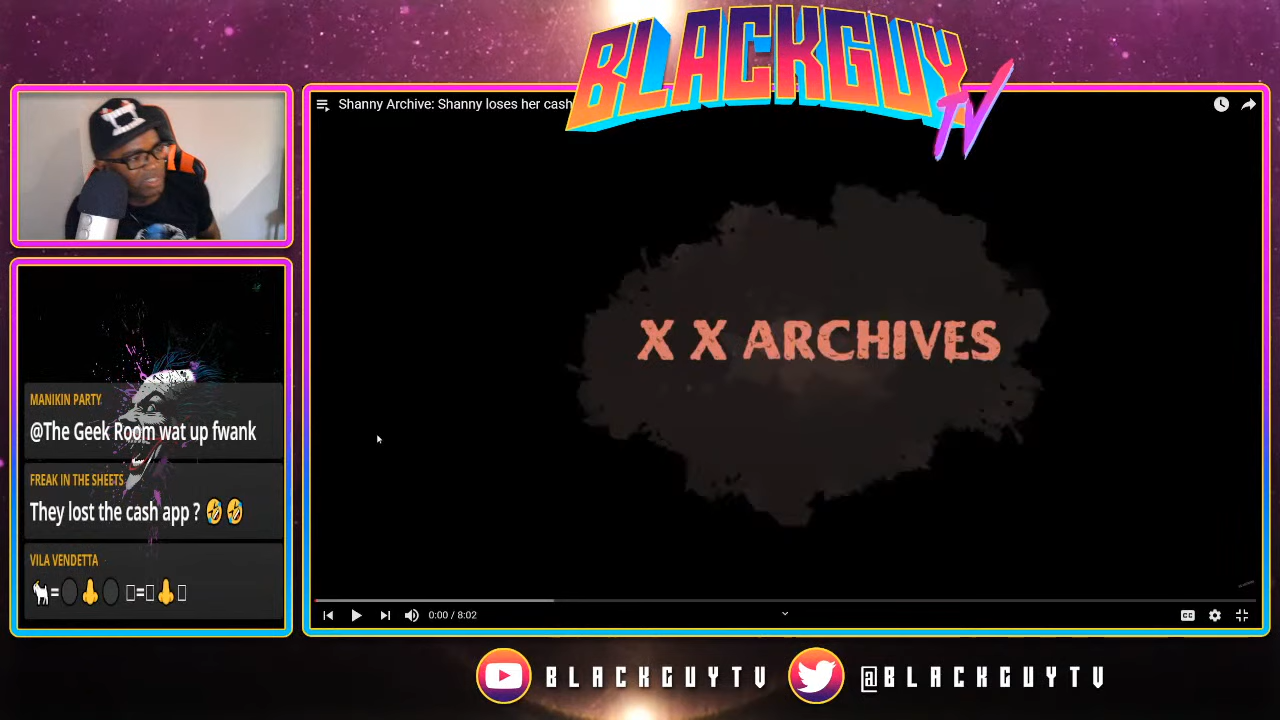 BLACKGUY
TV
Shanny Archive: Shanny loses her cash
X X ARCHIVES
MANIKIN PARTY
@The Geek Room wat up fwank
FREAK IN THE SHEETS
They lost the cash app ? 🤣🤣
VILA VENDETTA
🐐=⚫👃⚫ =👃
0:00 / 8:02
CC
BLACKGUYTV
@BLACKGUYTV